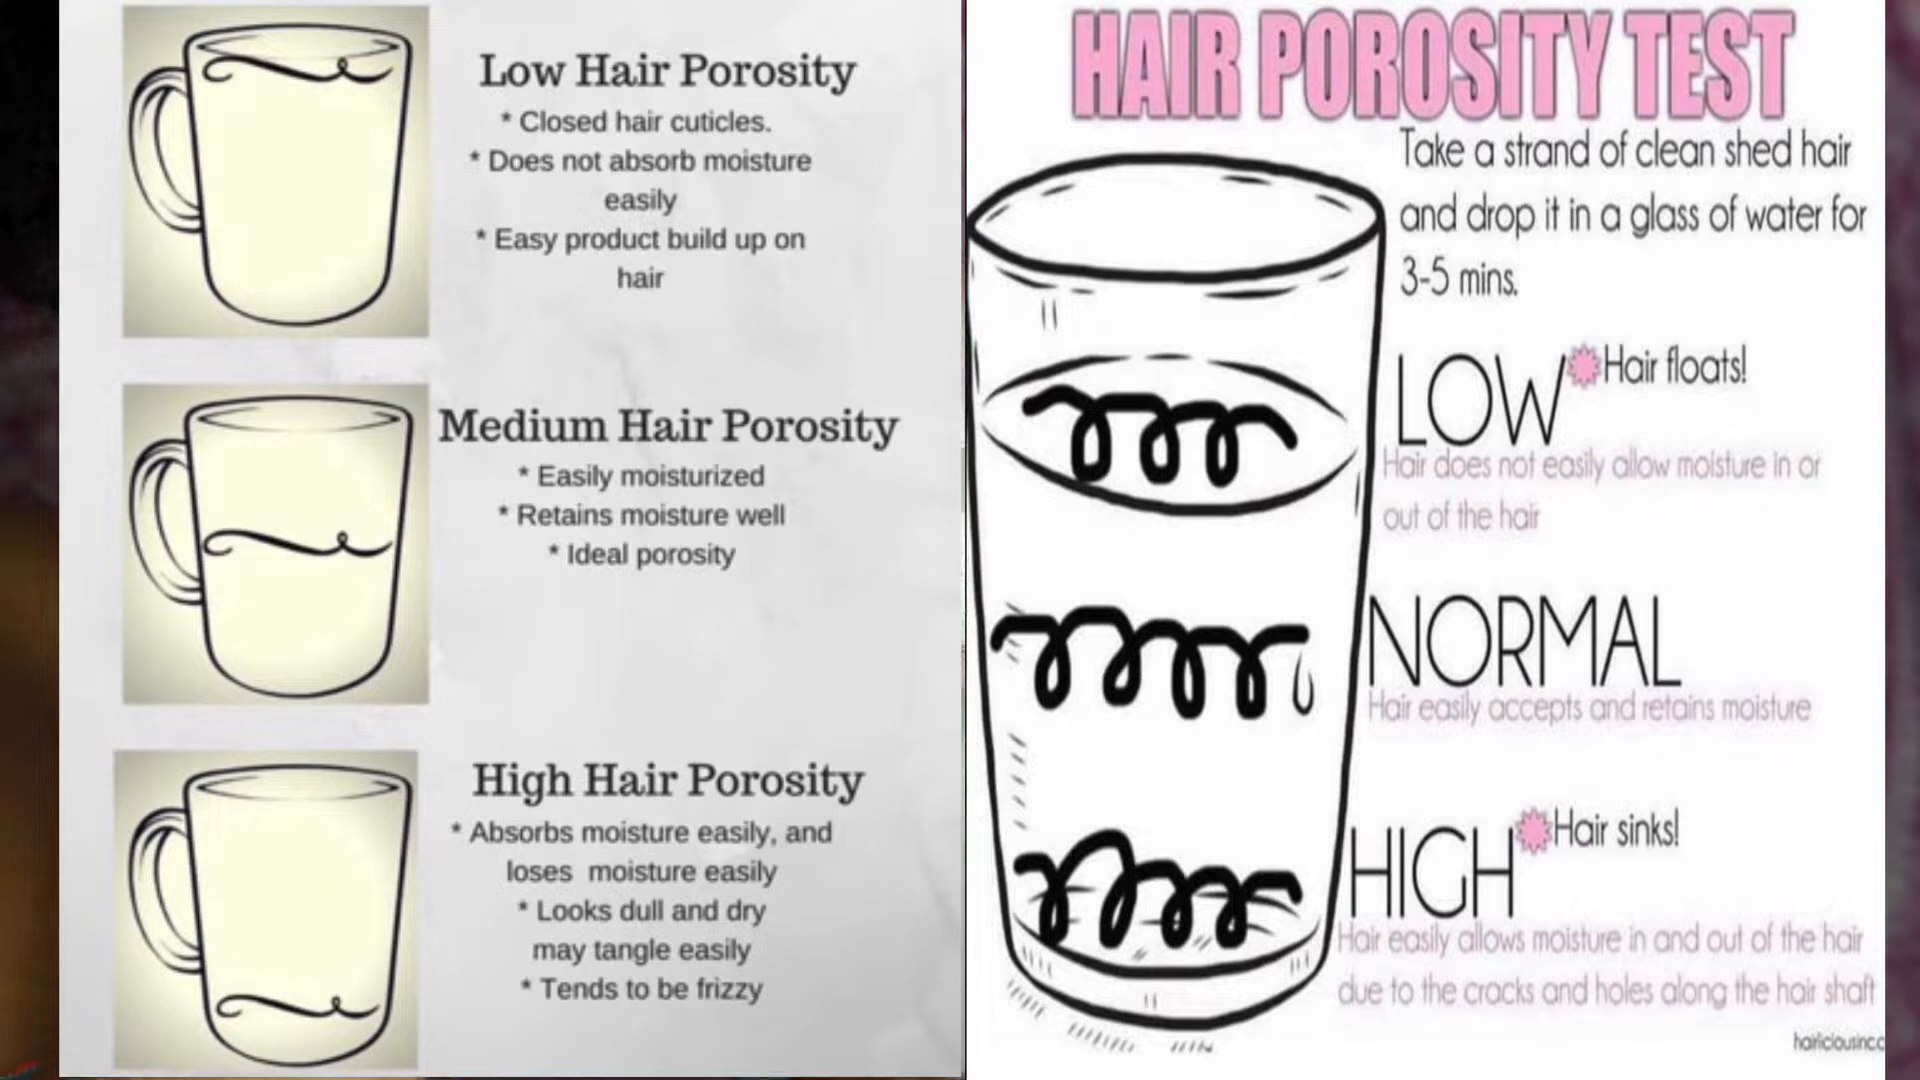 Low Hair Porosity
* Closed hair cuticles.
* Does not absorb moisture
easily
* Easy product build up on
hair
Medium Hair Porosity
* Easily moisturized
* Retains moisture well
* Ideal porosity
High Hair Porosity
* Absorbs moisture easily, and
loses moisture easily
* Looks dull and dry
may tangle easily
* Tends to be frizzy
HAIR POROSITY TEST
Take a strand of clean shed hair
and drop it in a glass of water for
3-5 mins.
LOW Hair floats!
Hair does not easily allow moisture in or
out of the hair
NORMAL
Hair easily accepts and retains moisture
HIGH Hair sinks!
Hair easily allows moisture in and out of the hair
due to the cracks and holes along the hair shaft